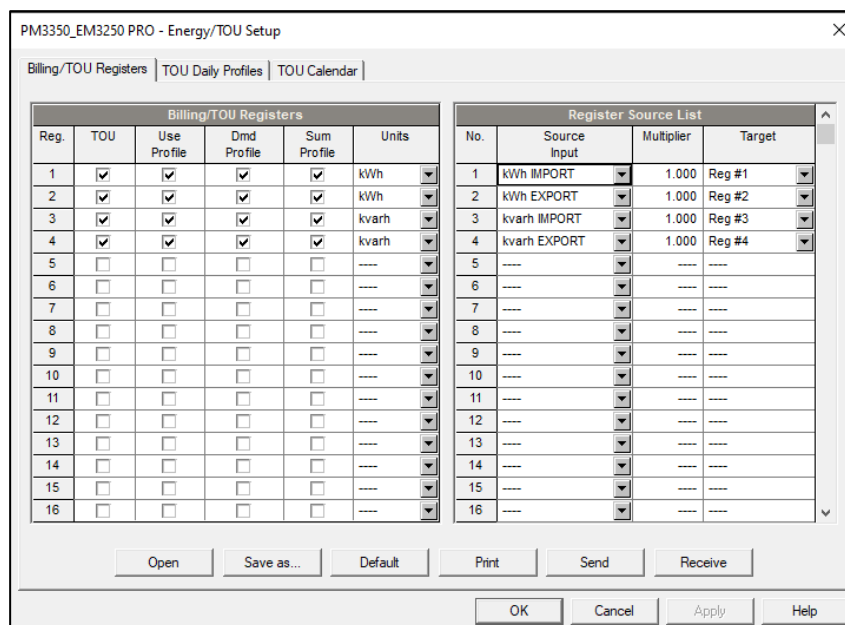 PM3350_EM3250 PRO - Energy/TOU Setup
Billing/TOU Registers TOU Daily Profiles TOU Calendar
Billing/TOU Registers Register Source List
Reg. TOU Use Profile Dmd Profile Sum Profile Units No. Source Input Multiplier Target
1 kWh 1 kWh IMPORT 1.000 Reg #1
2 kWh 2 kWh EXPORT 1.000 Reg #2
3 kvarh 3 kvarh IMPORT 1.000 Reg #3
4 kvarh 4 kvarh EXPORT 1.000 Reg #4
5 ---- 5 ---- ---- ----
6 ---- 6 ---- ---- ----
7 ---- 7 ---- ---- ----
8 ---- 8 ---- ---- ----
9 ---- 9 ---- ---- ----
10 ---- 10 ---- ---- ----
11 ---- 11 ---- ---- ----
12 ---- 12 ---- ---- ----
13 ---- 13 ---- ---- ----
14 ---- 14 ---- ---- ----
15 ---- 15 ---- ---- ----
16 ---- 16 ---- ---- ----
Open Save as... Default Print Send Receive
OK Cancel Apply Help